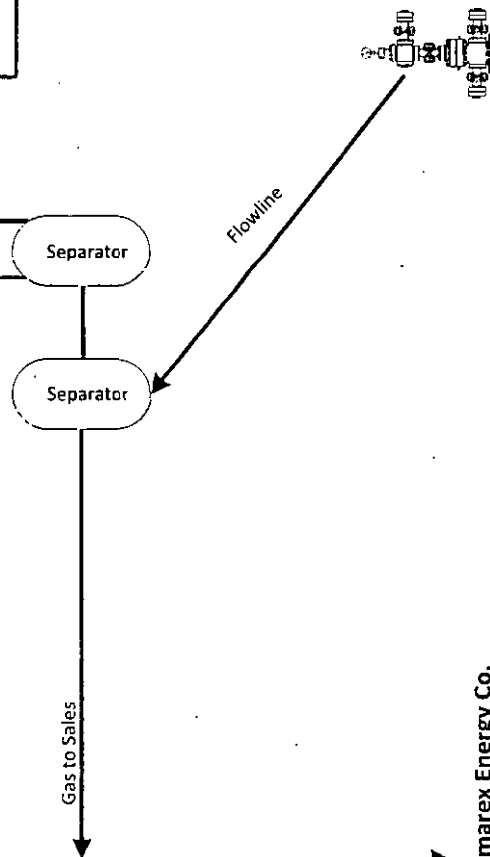 Separator
Flowline
Separator
Gas to Sales
marex Energy Co.